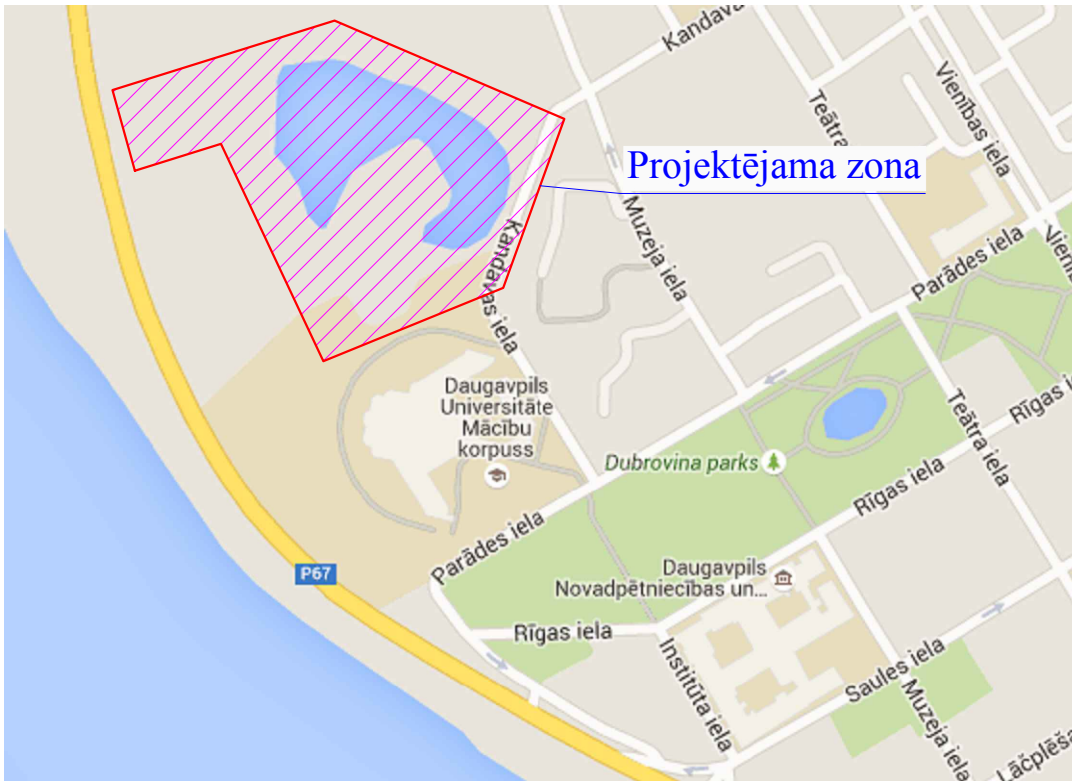 Kandava
Vienības iela
Teātra iela
Projektējama zona
Muzeja iela
Kandavas iela
Parādes iela
Vienīb
Daugavpils
Universitāte
Mācību
korpuss
Teātra iela
Rīgas i
Dubrovina parks
Rīgas iela
Parādes iela
P67
Daugavpils
Novadpētniecības un...
Rīgas iela
Institūta iela
Saules iela
Muzeja iela
Lāčplēša